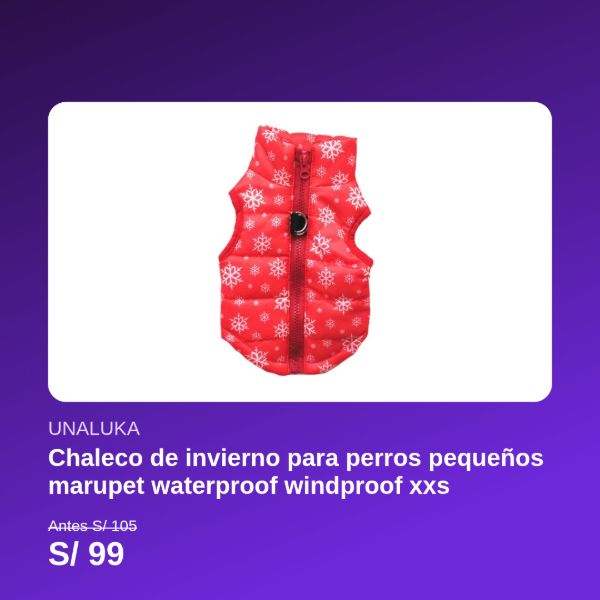 UNALUKA
Chaleco de invierno para perros pequeños
marupet waterproof windproof xxs
Antes S/ 105
S/ 99